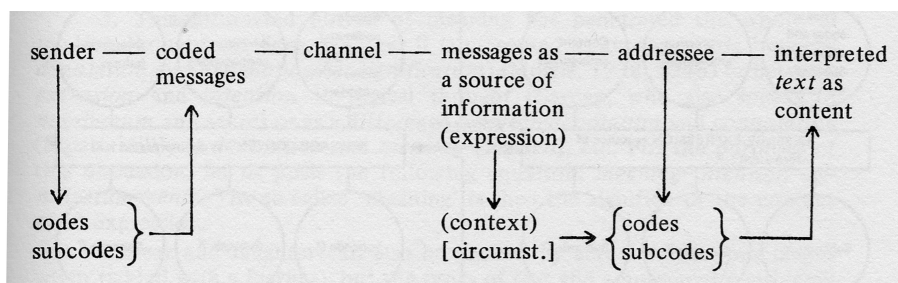 sender — coded messages — channel — messages as a source of information (expression) — addressee — interpreted text as content
codes subcodes } 
(context) [circumst.] → { codes subcodes }